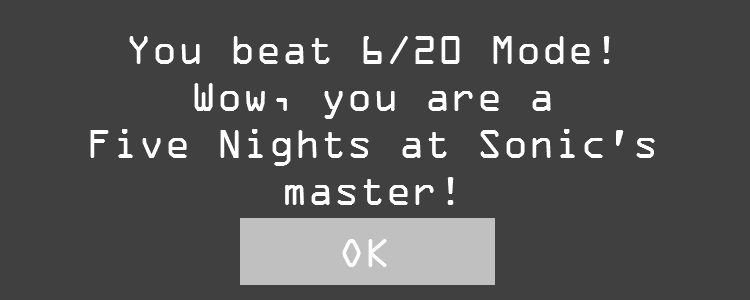 You beat 6/20 Mode!
Wow, you are a
Five Nights at Sonic's
master!
OK